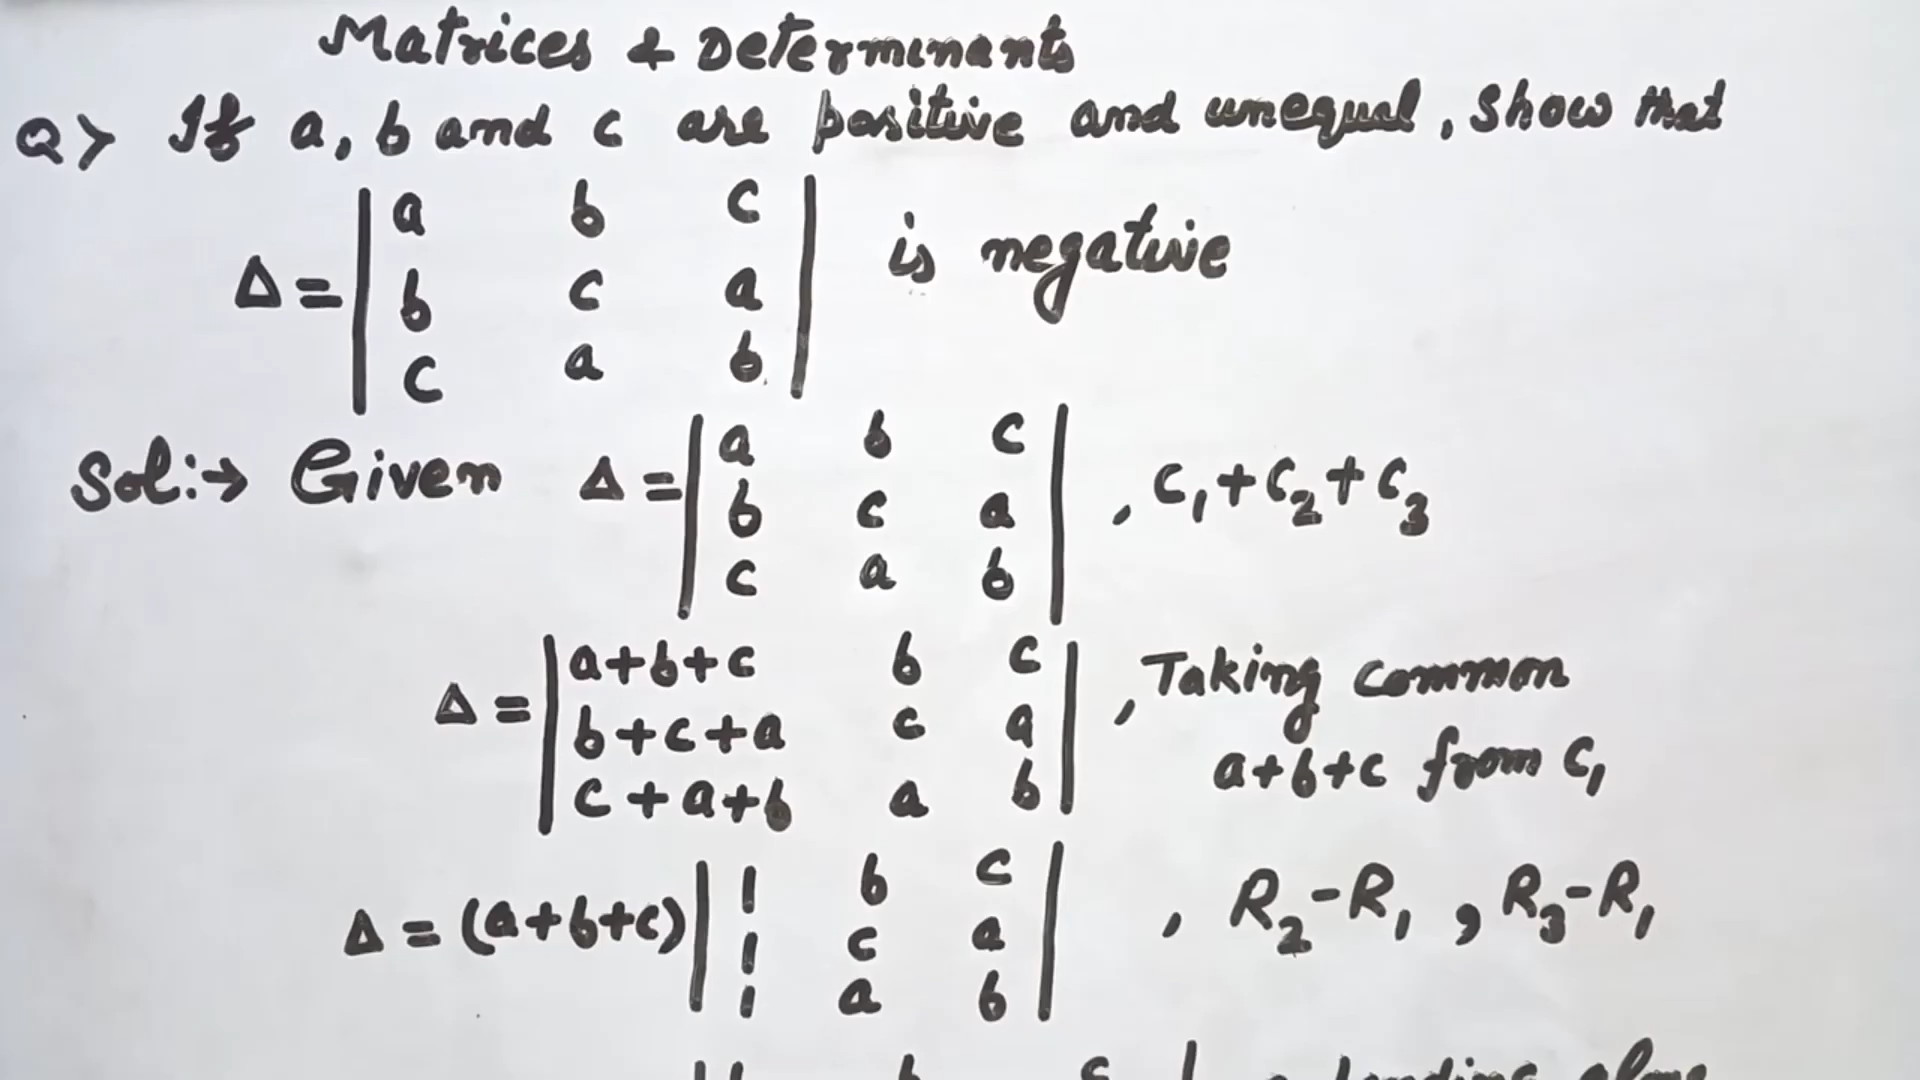 Matrices & Determinants
Q> If a, b and c are positive and unequal, show that
Δ = | a b c |
| b c a | is negative
| c a b |
Sol:→ Given Δ = | a b c |
| b c a | , C₁+C₂+C₃
| c a b |
Δ = | a+b+c b c | , Taking common
| b+c+a c a | a+b+c from C₁
| c+a+b a b |
Δ = (a+b+c) | 1 b c |
| 1 c a | , R₂-R₁ , R₃-R₁
| 1 a b |
b c | along